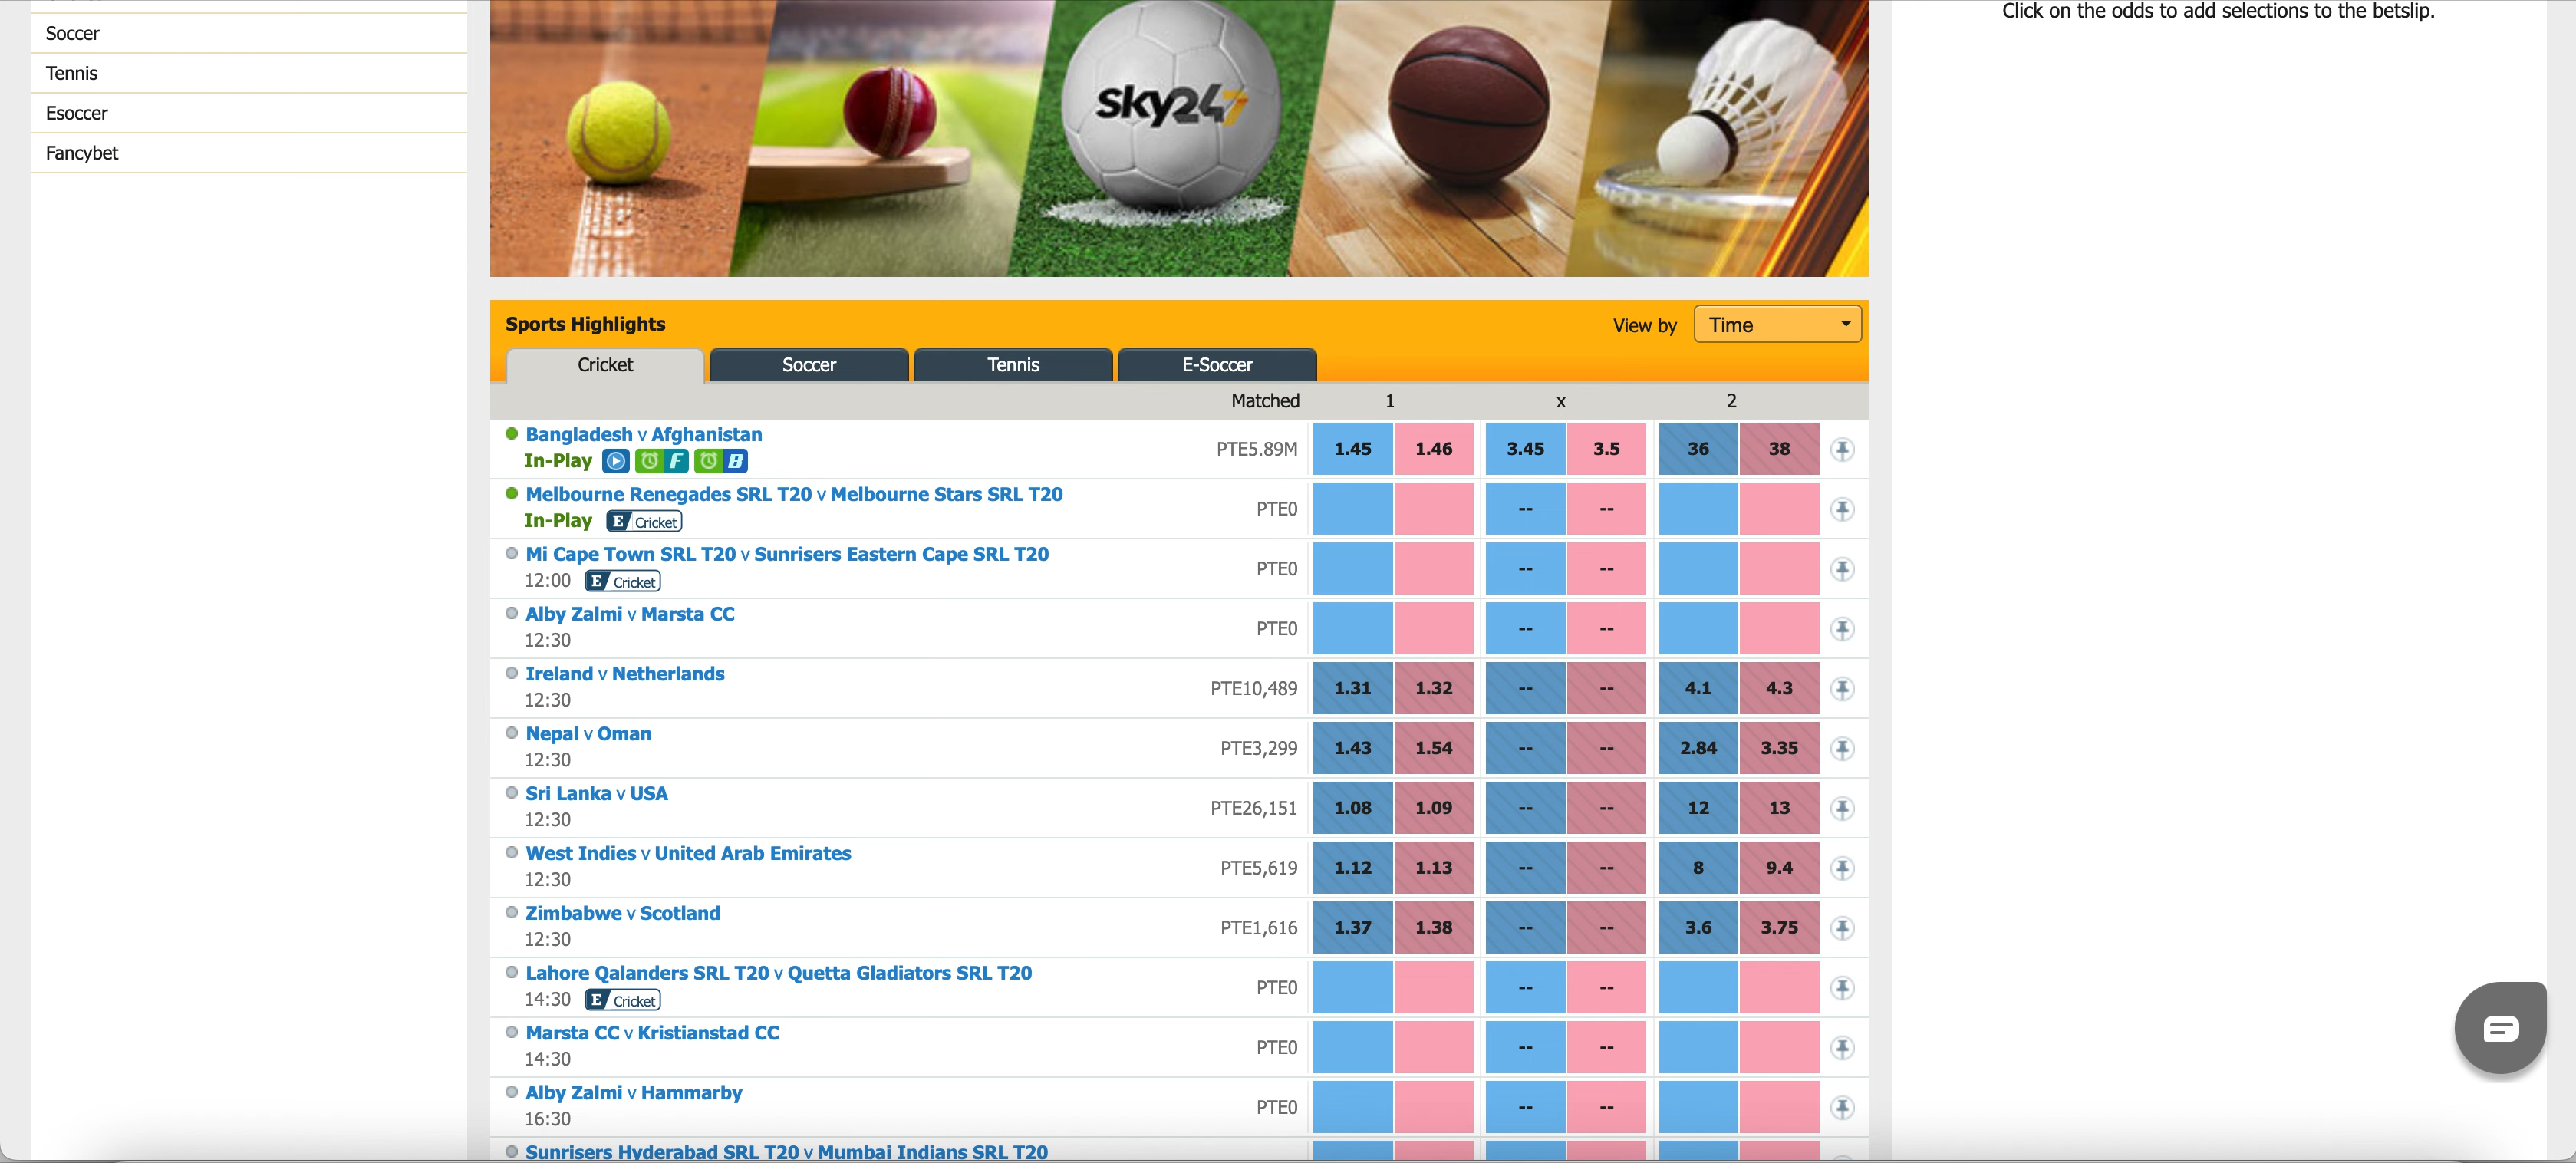 Soccer
Tennis
Esoccer
Fancybet
sky247
Click on the odds to add selections to the betslip.
Sports Highlights
View by Time
Cricket Soccer Tennis E-Soccer
Matched 1 x 2
Bangladesh v Afghanistan
In-Play F B
PTE5.89M 1.45 1.46 3.45 3.5 36 38
Melbourne Renegades SRL T20 v Melbourne Stars SRL T20
In-Play E Cricket
PTE0 -- --
Mi Cape Town SRL T20 v Sunrisers Eastern Cape SRL T20
12:00 E Cricket
PTE0 -- --
Alby Zalmi v Marsta CC
12:30
PTE0 -- --
Ireland v Netherlands
12:30
PTE10,489 1.31 1.32 -- -- 4.1 4.3
Nepal v Oman
12:30
PTE3,299 1.43 1.54 -- -- 2.84 3.35
Sri Lanka v USA
12:30
PTE26,151 1.08 1.09 -- -- 12 13
West Indies v United Arab Emirates
12:30
PTE5,619 1.12 1.13 -- -- 8 9.4
Zimbabwe v Scotland
12:30
PTE1,616 1.37 1.38 -- -- 3.6 3.75
Lahore Qalanders SRL T20 v Quetta Gladiators SRL T20
14:30 E Cricket
PTE0 -- --
Marsta CC v Kristianstad CC
14:30
PTE0 -- --
Alby Zalmi v Hammarby
16:30
PTE0 -- --
Sunrisers Hyderabad SRL T20 v Mumbai Indians SRL T20